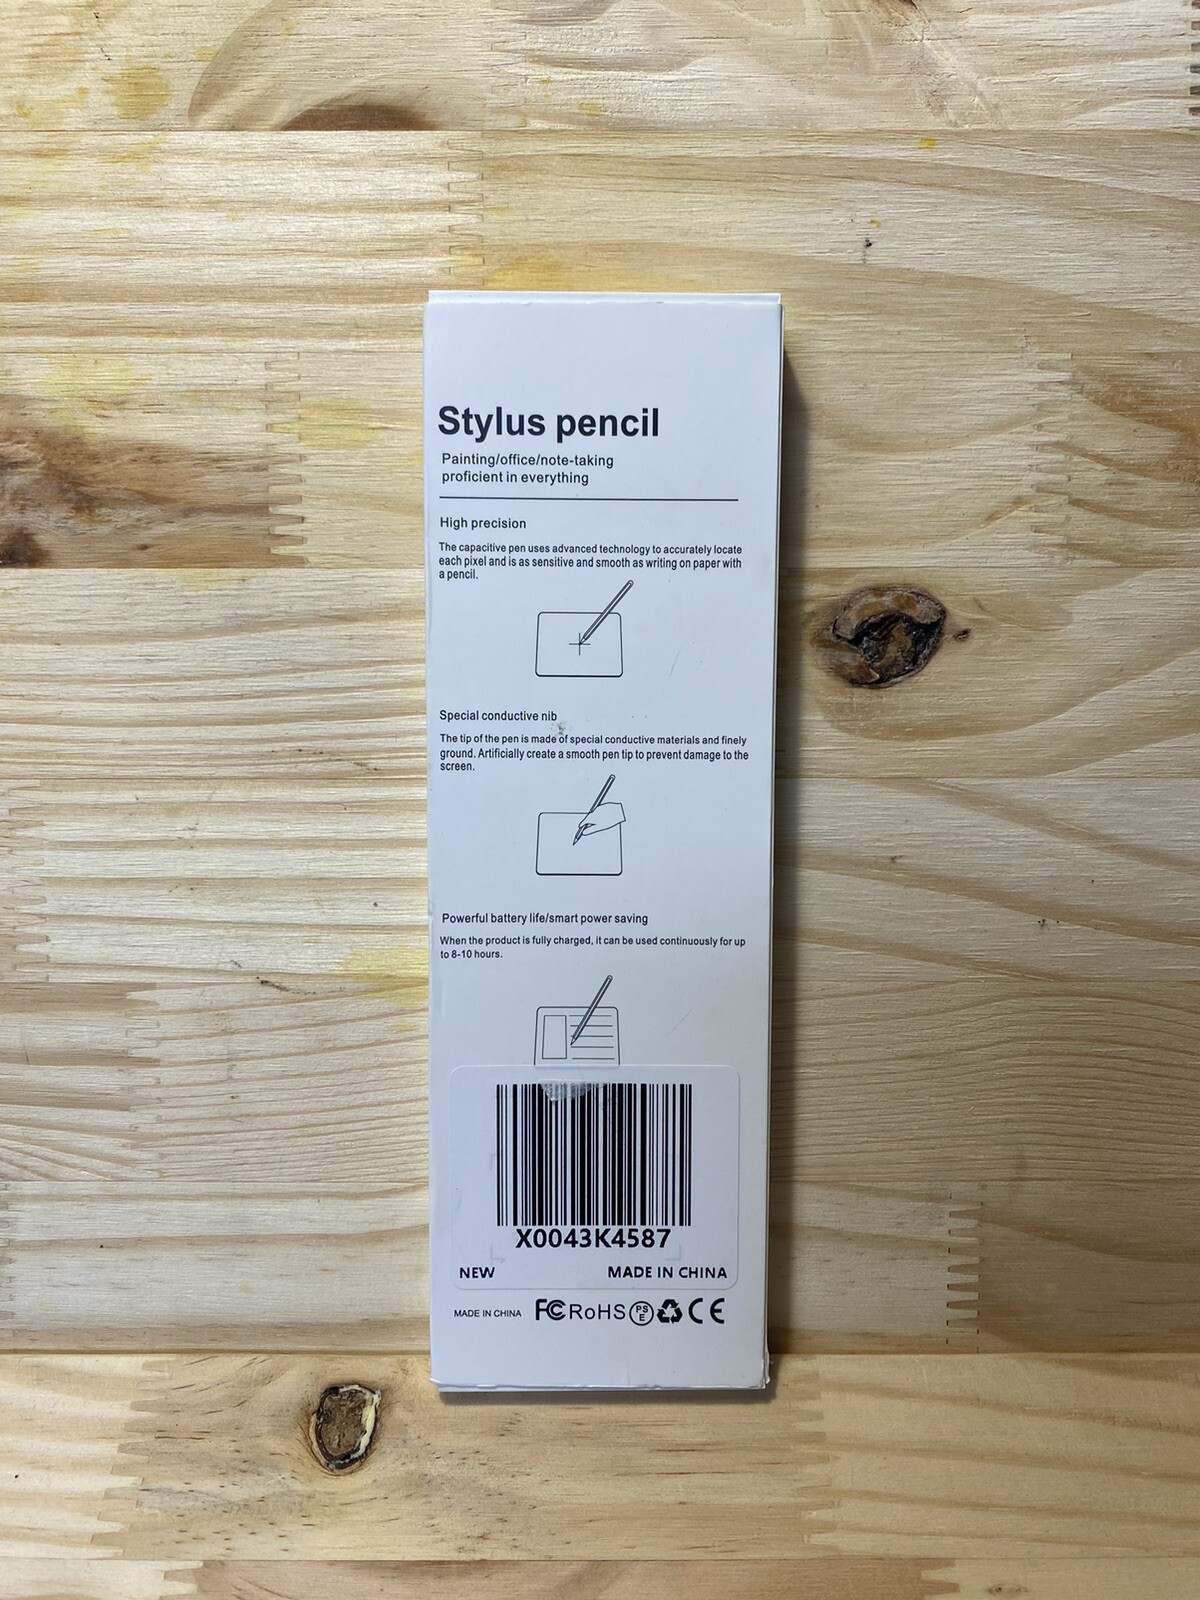 Stylus pencil
Painting/office/note-taking
proficient in everything
High precision
The capacitive pen uses advanced technology to accurately locate
each pixel and is as sensitive and smooth as writing on paper with
a pencil.
Special conductive nib
The tip of the pen is made of special conductive materials and finely
ground. Artificially create a smooth pen tip to prevent damage to the
screen.
Powerful battery life/smart power saving
When the product is fully charged, it can be used continuously for up
to 8-10 hours.
X0043K4587
NEW MADE IN CHINA
MADE IN CHINA FC RoHS PSE CE